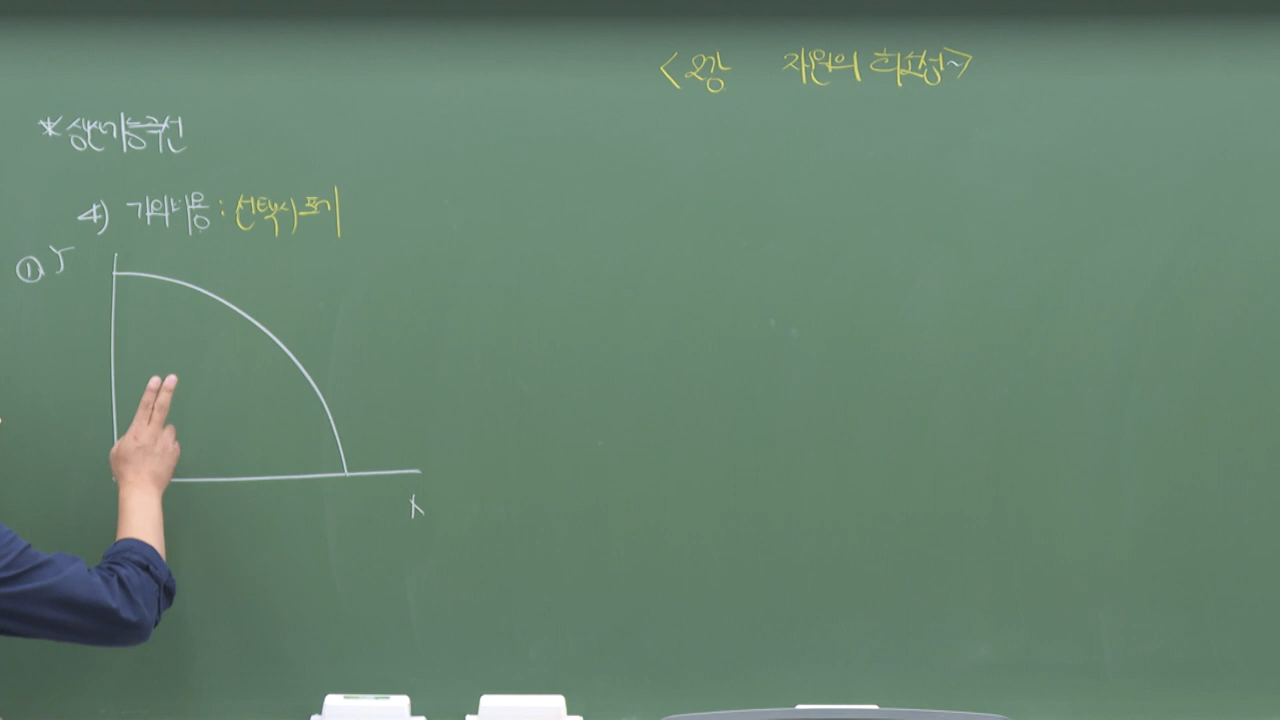 <2강 자원의 희소성~>
* 생산가능곡선
4) 기회비용 : 선택시 포기
① Y
X